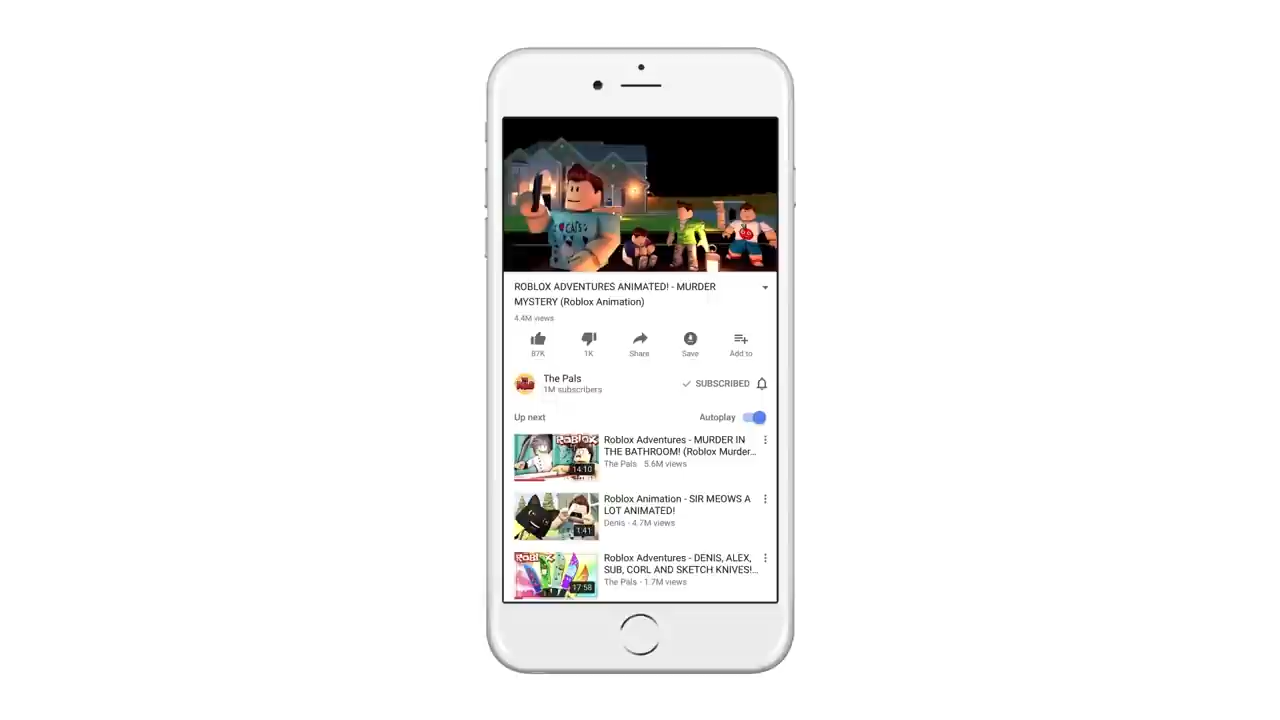 I ♥ CATS
ROBLOX ADVENTURES ANIMATED! - MURDER
MYSTERY (Roblox Animation)
4.4M views
87K
1K
Share
Save
Add to
The Pals
1M subscribers
SUBSCRIBED
Up next
Autoplay
ROBLOX
14:10
Roblox Adventures - MURDER IN
THE BATHROOM! (Roblox Murder...
The Pals · 5.6M views
1:41
Roblox Animation - SIR MEOWS A
LOT ANIMATED!
Denis · 4.7M views
ROBLOX
17:58
Roblox Adventures - DENIS, ALEX,
SUB, CORL AND SKETCH KNIVES!...
The Pals · 1.7M views